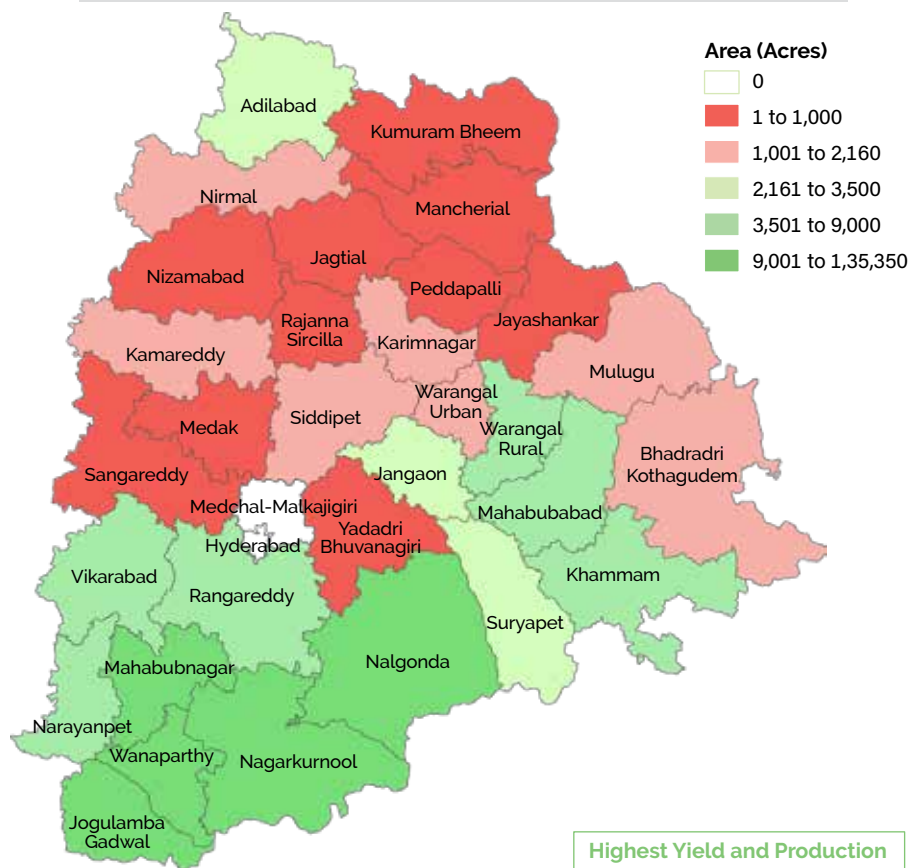 Area (Acres)
0
1 to 1,000
1,001 to 2,160
2,161 to 3,500
3,501 to 9,000
9,001 to 1,35,350
Adilabad
Kumuram Bheem
Nirmal
Mancherial
Jagtial
Nizamabad
Peddapalli
Rajanna
Sircilla
Jayashankar
Karimnagar
Kamareddy
Mulugu
Warangal
Urban
Siddipet
Warangal
Rural
Medak
Bhadradri
Kothagudem
Sangareddy
Jangaon
Medchal-Malkajigiri
Mahabubabad
Yadadri
Bhuvanagiri
Hyderabad
Vikarabad
Khammam
Rangareddy
Suryapet
Nalgonda
Mahabubnagar
Narayanpet
Wanaparthy
Nagarkurnool
Jogulamba
Gadwal
Highest Yield and Production